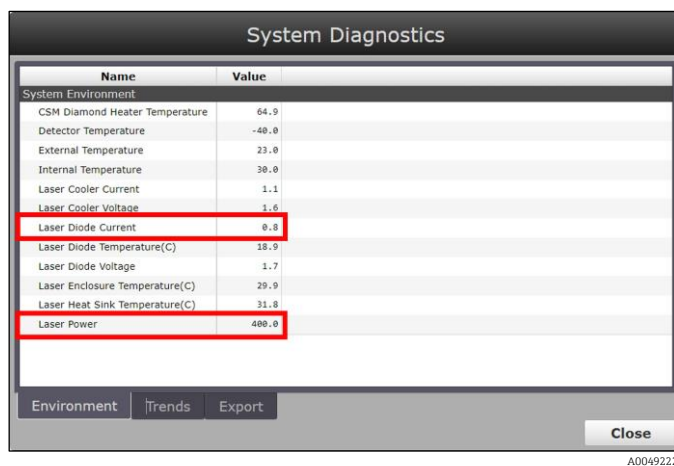 System Diagnostics
Name Value
System Environment
CSM Diamond Heater Temperature 64.9
Detector Temperature -40.0
External Temperature 23.0
Internal Temperature 30.0
Laser Cooler Current 1.1
Laser Cooler Voltage 1.6
Laser Diode Current 0.8
Laser Diode Temperature(C) 18.9
Laser Diode Voltage 1.7
Laser Enclosure Temperature(C) 29.9
Laser Heat Sink Temperature(C) 31.8
Laser Power 400.0
Environment Trends Export
Close
A0049222